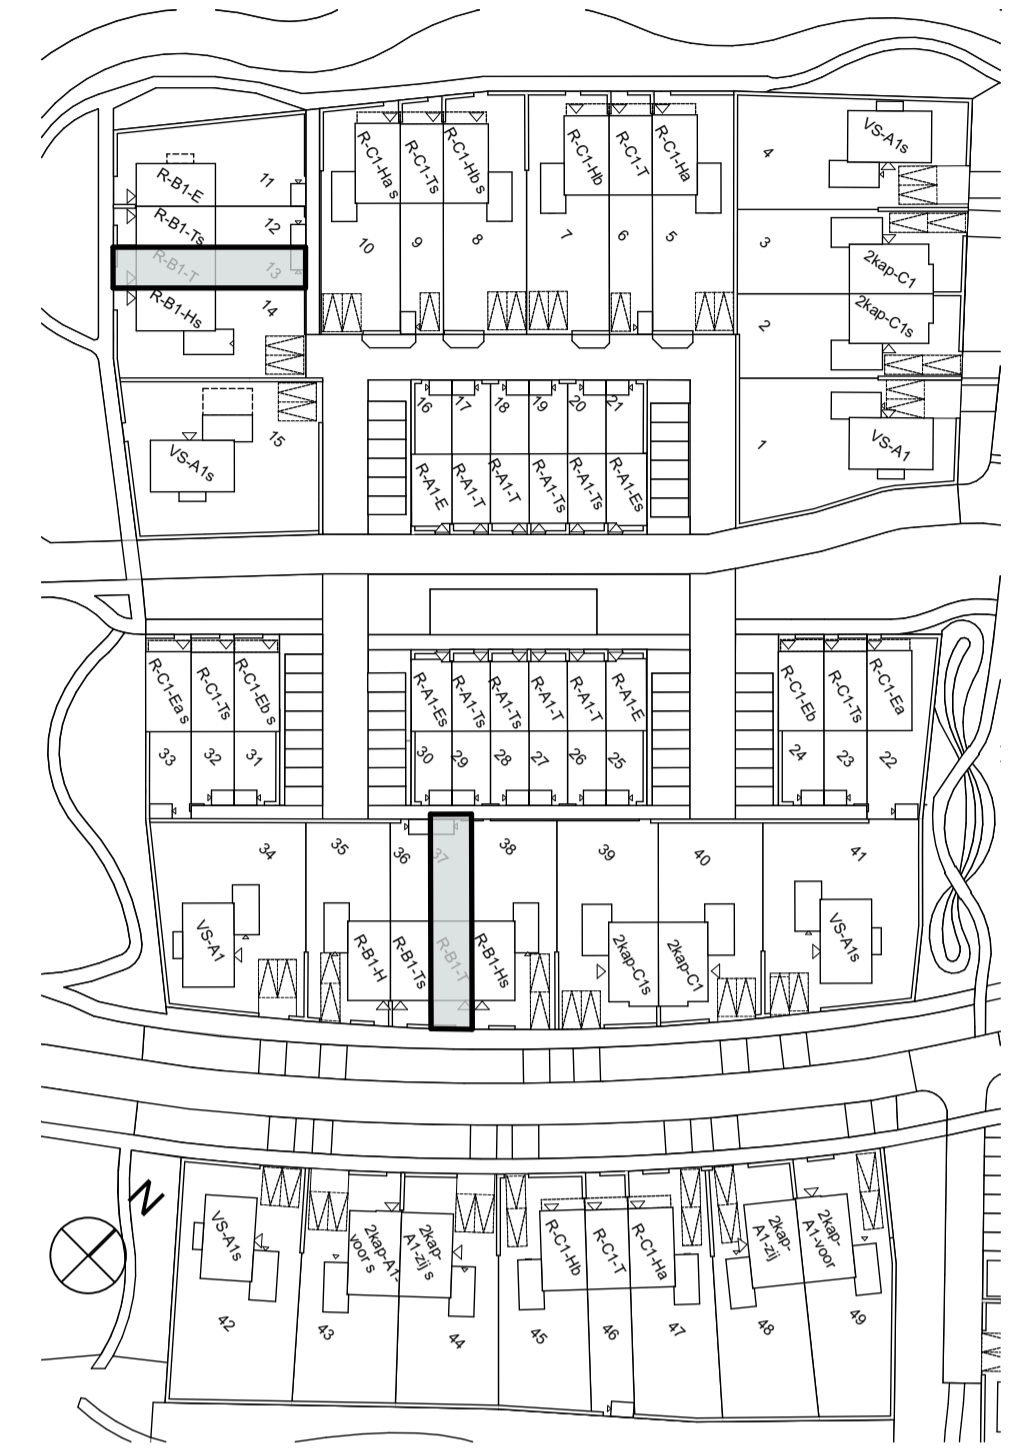 R-B1-E
11
R-B1-Ts
12
R-B1-T
13
R-B1-Hs
14
VS-A1s
15
R-C1-Ha s
R-C1-Ts
R-C1-Hb s
10
9
8
R-C1-Hb
R-C1-T
R-C1-Ha
7
6
5
VS-A1s
4
3
2kap-C1
2
2kap-C1s
1
VS-A1
16
17
18
19
20
21
R-A1-E
R-A1-T
R-A1-T
R-A1-Ts
R-A1-Ts
R-A1-Es
R-C1-Ea s
R-C1-Ts
R-C1-Eb s
33
32
31
R-A1-Es
R-A1-Ts
R-A1-Ts
R-A1-T
R-A1-T
R-A1-E
30
29
28
27
26
25
R-C1-Eb
R-C1-Ts
R-C1-Ea
24
23
22
34
35
36
37
38
39
40
41
VS-A1
R-B1-H
R-B1-Ts
R-B1-T
R-B1-Hs
2kap-C1s
2kap-C1
VS-A1s
N
VS-A1s
2kap-A1-
voor s
2kap-
A1-zij s
R-C1-Hb
R-C1-T
R-C1-Ha
2kap-
A1-zij
2kap-
A1-voor
42
43
44
45
46
47
48
49